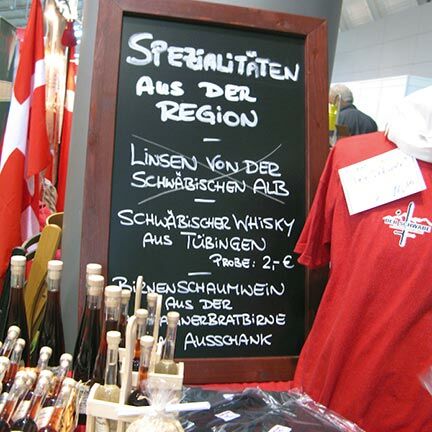 SPEZIALITÄTEN
AUS DER
REGION
LINSEN VON DER
SCHWÄBISCHEN ALB
SCHWÄBISCHER WHISKY
AUS TÜBINGEN
PROBE: 2,-€
BIRNENSCHAUMWEIN
AUS DER
AUSSCHANK